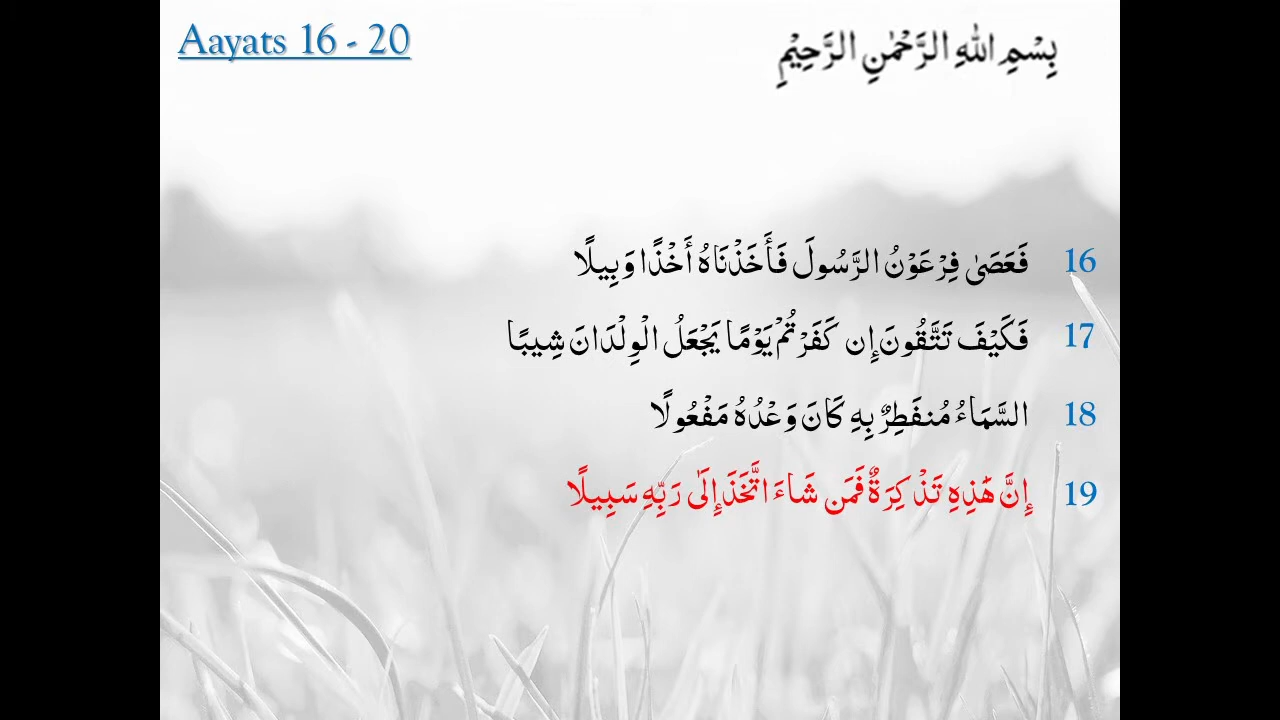 Aayats 16 - 20
بِسْمِ اللهِ الرَّحْمٰنِ الرَّحِيْمِ
16 فَعَصَىٰ فِرْعَوْنُ الرَّسُولَ فَأَخَذْنَاهُ أَخْذًا وَبِيلًا
17 فَكَيْفَ تَتَّقُونَ إِن كَفَرْتُمْ يَوْمًا يَجْعَلُ الْوِلْدَانَ شِيبًا
18 السَّمَاءُ مُنفَطِرٌ بِهِ كَانَ وَعْدُهُ مَفْعُولًا
19 إِنَّ هَٰذِهِ تَذْكِرَةٌ فَمَن شَاءَ اتَّخَذَ إِلَىٰ رَبِّهِ سَبِيلًا